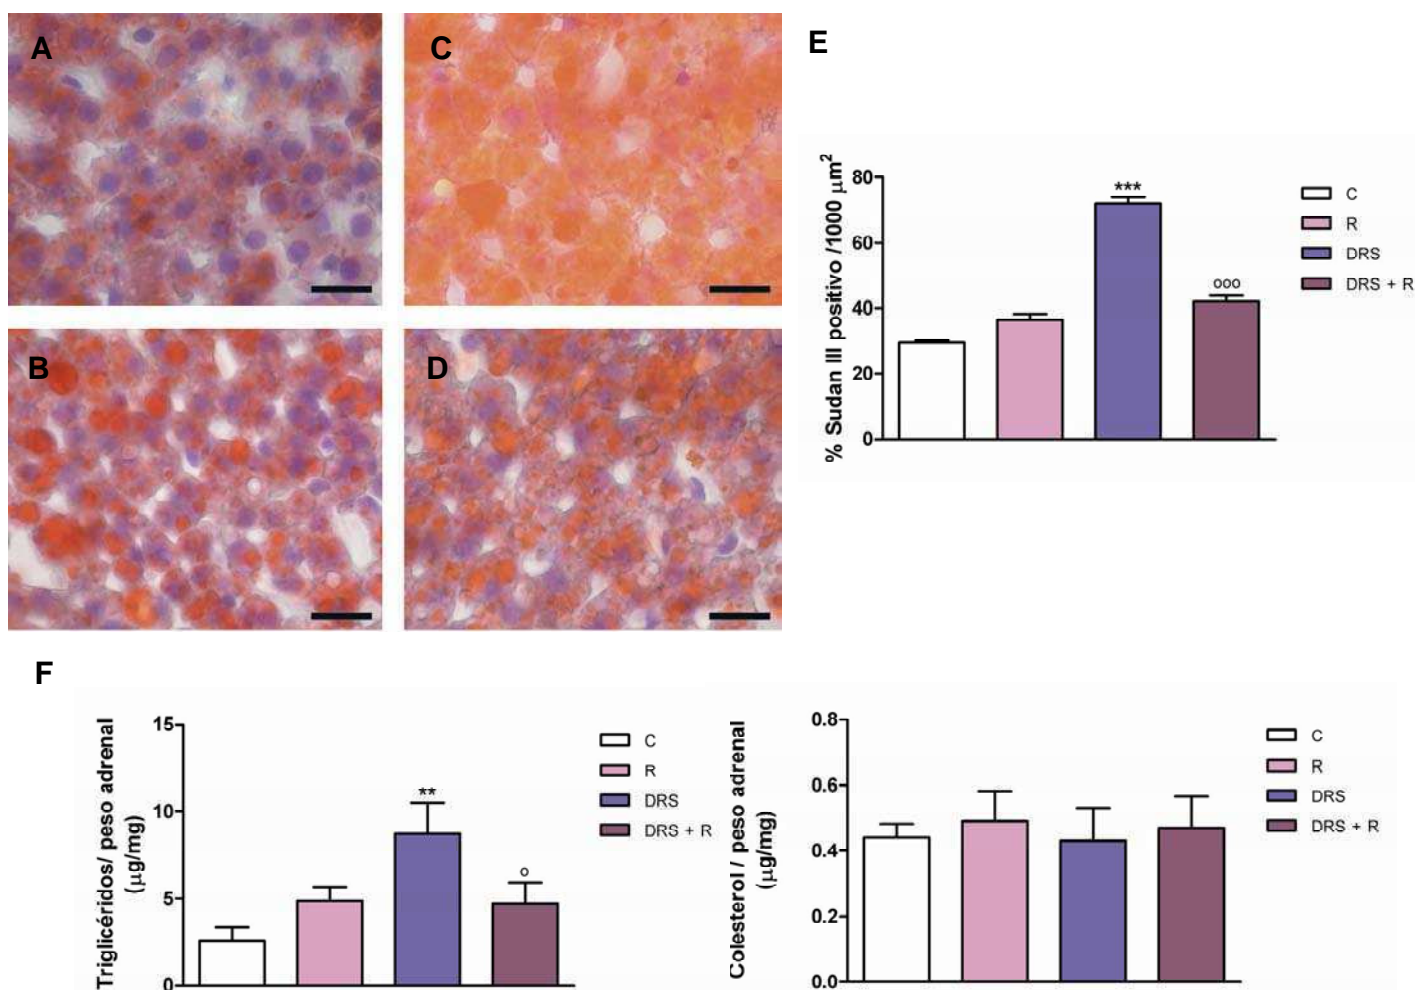 A
C
E
B
D
% Sudan III positivo /1000 µm²
80
60
40
20
0
***
ooo
C
R
DRS
DRS + R
F
Triglicéridos/ peso adrenal
(µg/mg)
15
10
5
0
**
o
C
R
DRS
DRS + R
Colesterol / peso adrenal
(µg/mg)
0.8
0.6
0.4
0.2
0.0
C
R
DRS
DRS + R